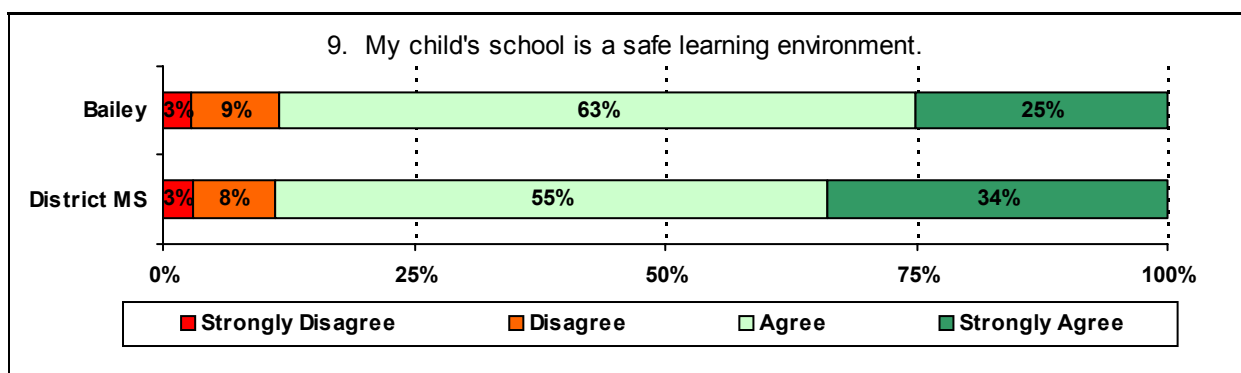 9. My child's school is a safe learning environment.
Bailey 3% 9% 63% 25%
District MS 3% 8% 55% 34%
0% 25% 50% 75% 100%
Strongly Disagree Disagree Agree Strongly Agree